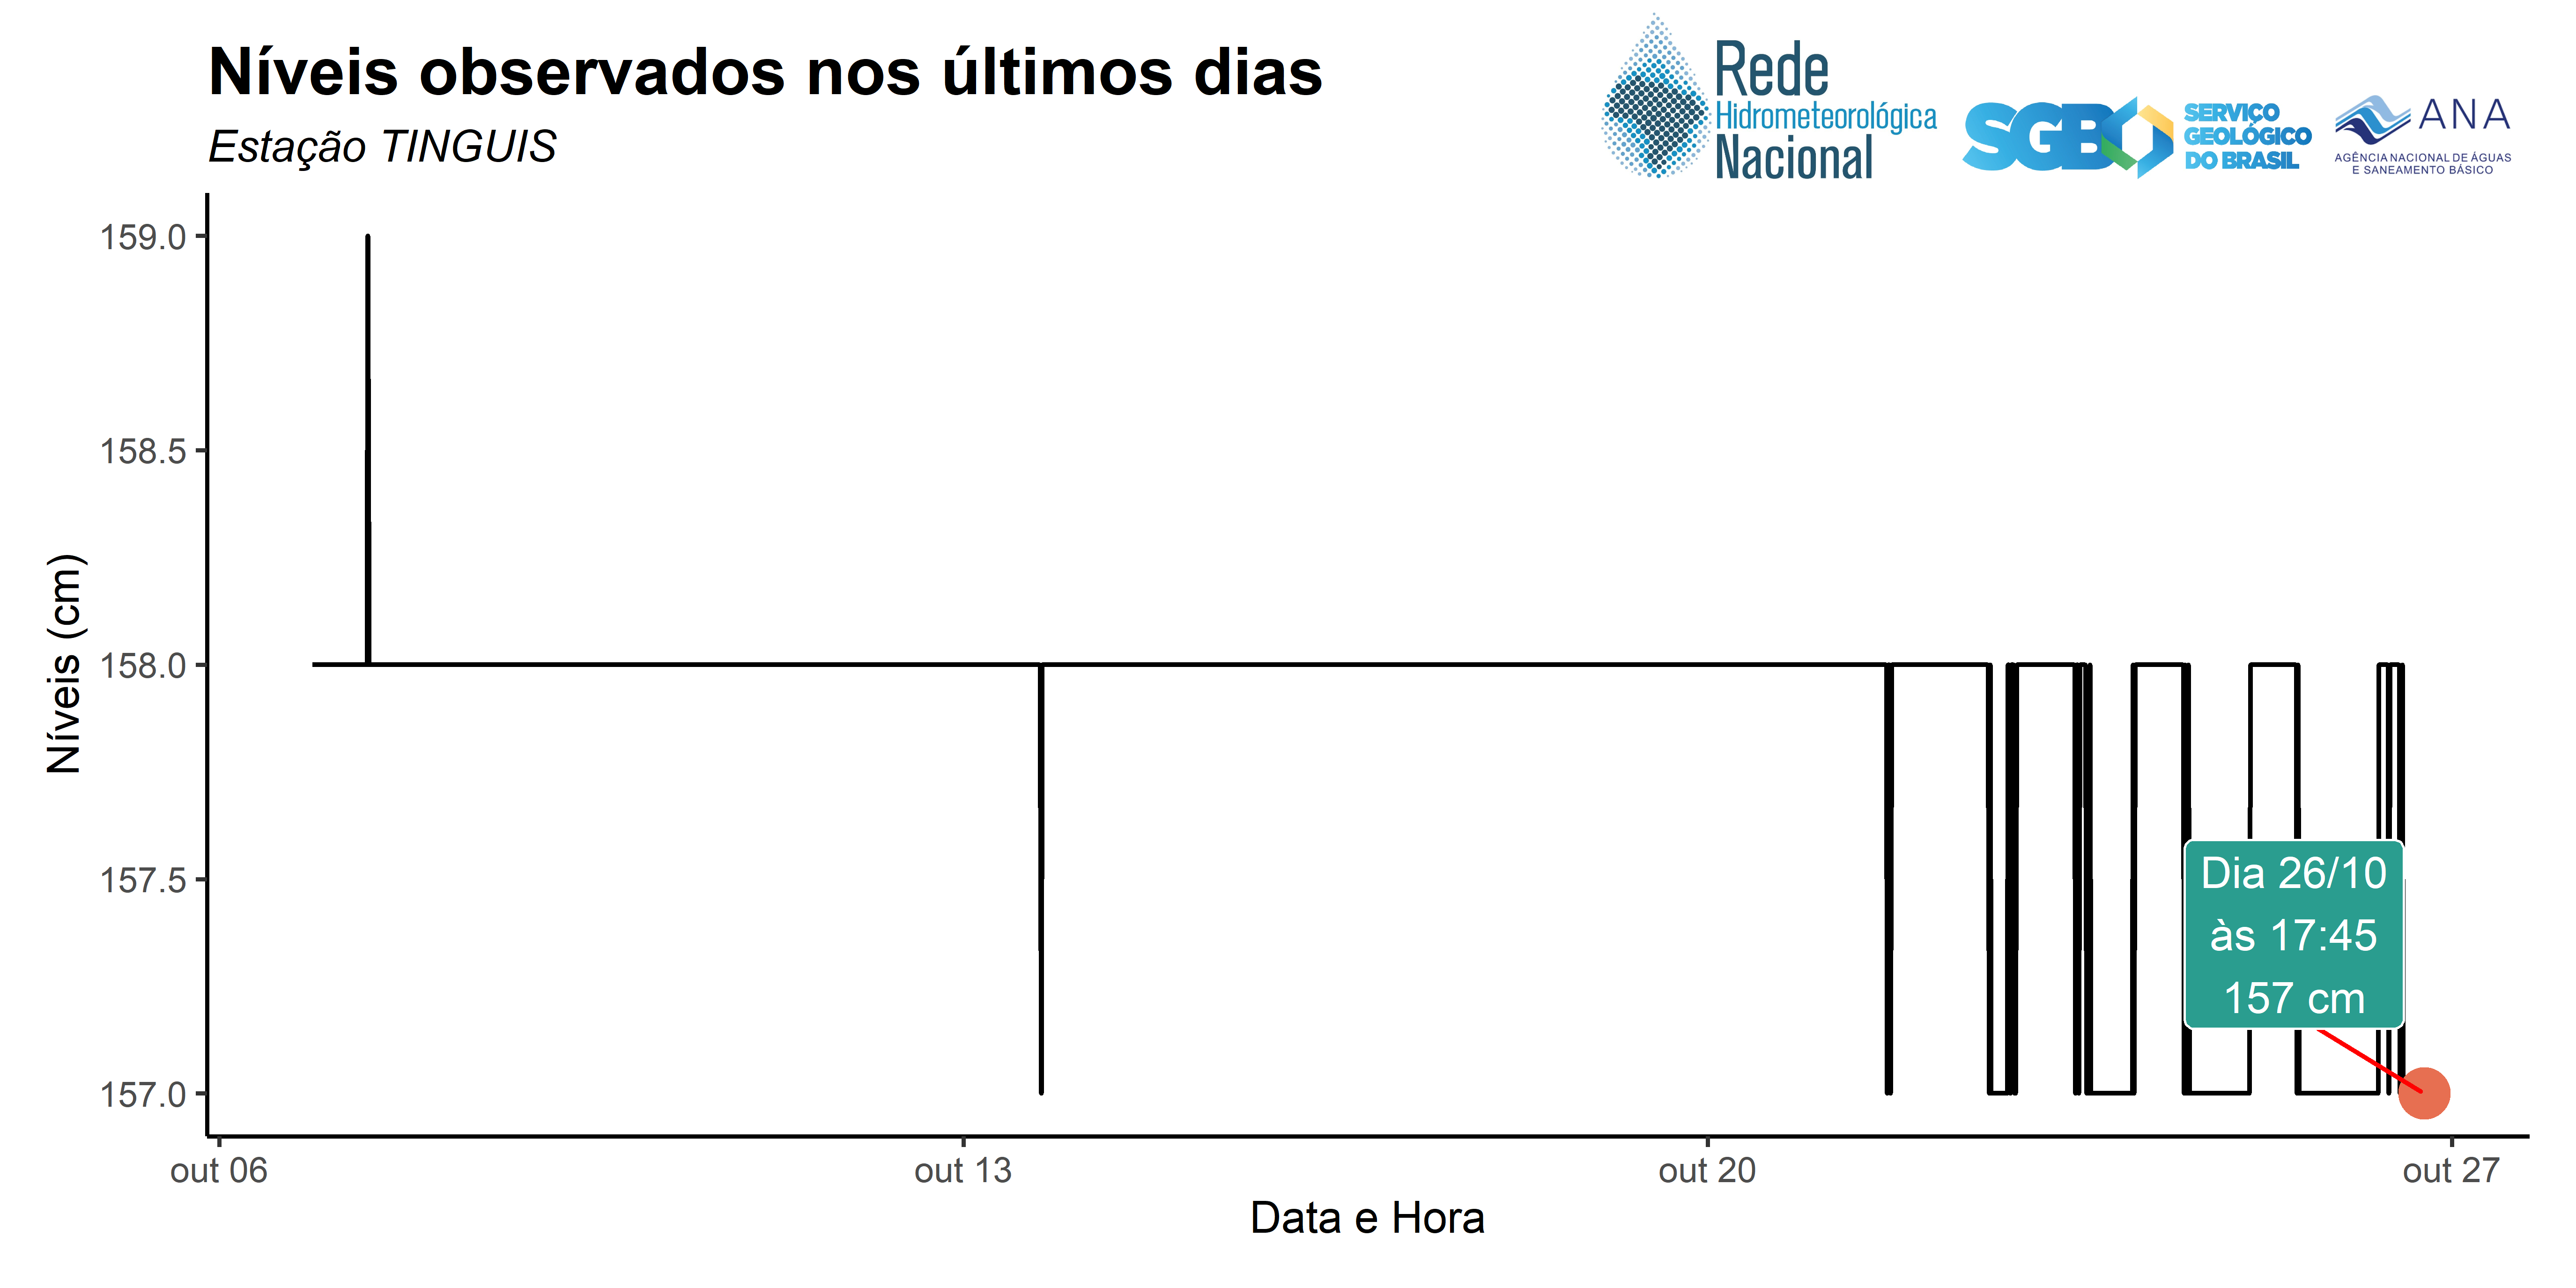 Níveis observados nos últimos dias
Estação TINGUIS
Rede
Hidrometeorológica
Nacional
SGB
SERVIÇO
GEOLÓGICO
DO BRASIL
ANA
AGÊNCIA NACIONAL DE ÁGUAS
E SANEAMENTO BÁSICO
Níveis (cm)
159.0
158.5
158.0
157.5
157.0
Dia 26/10
às 17:45
157 cm
out 06
out 13
out 20
out 27
Data e Hora